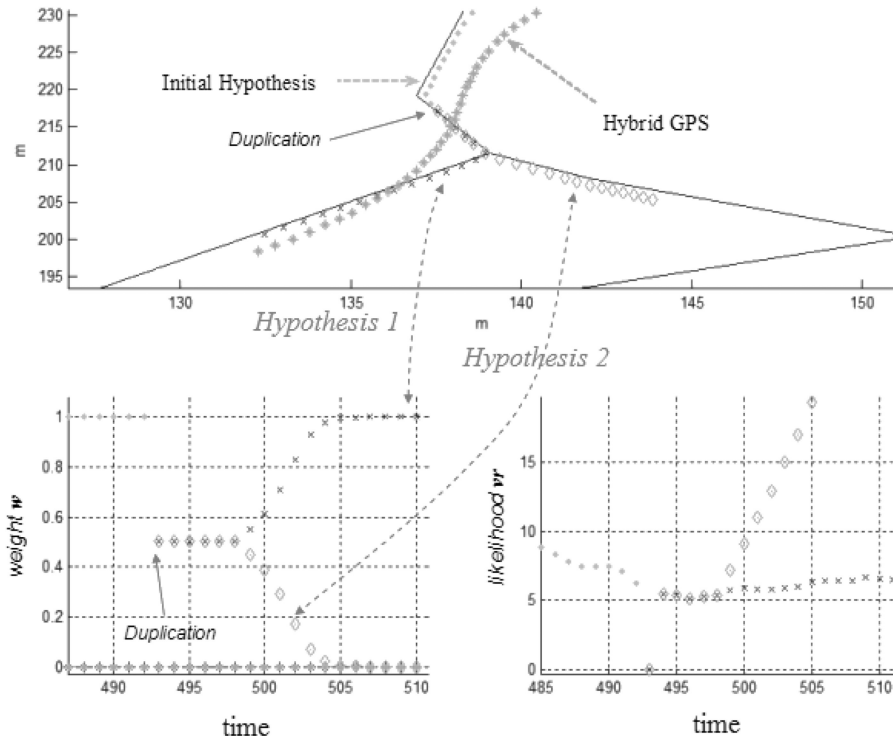 230
225
220
215
210
205
200
195
m
Initial Hypothesis
Duplication
Hybrid GPS
130
135
140
145
150
m
Hypothesis 1
Hypothesis 2
1
0.8
0.6
0.4
0.2
0
weight w
Duplication
490
495
500
505
510
time
15
10
5
0
likelihood vr
485
490
495
500
505
510
time